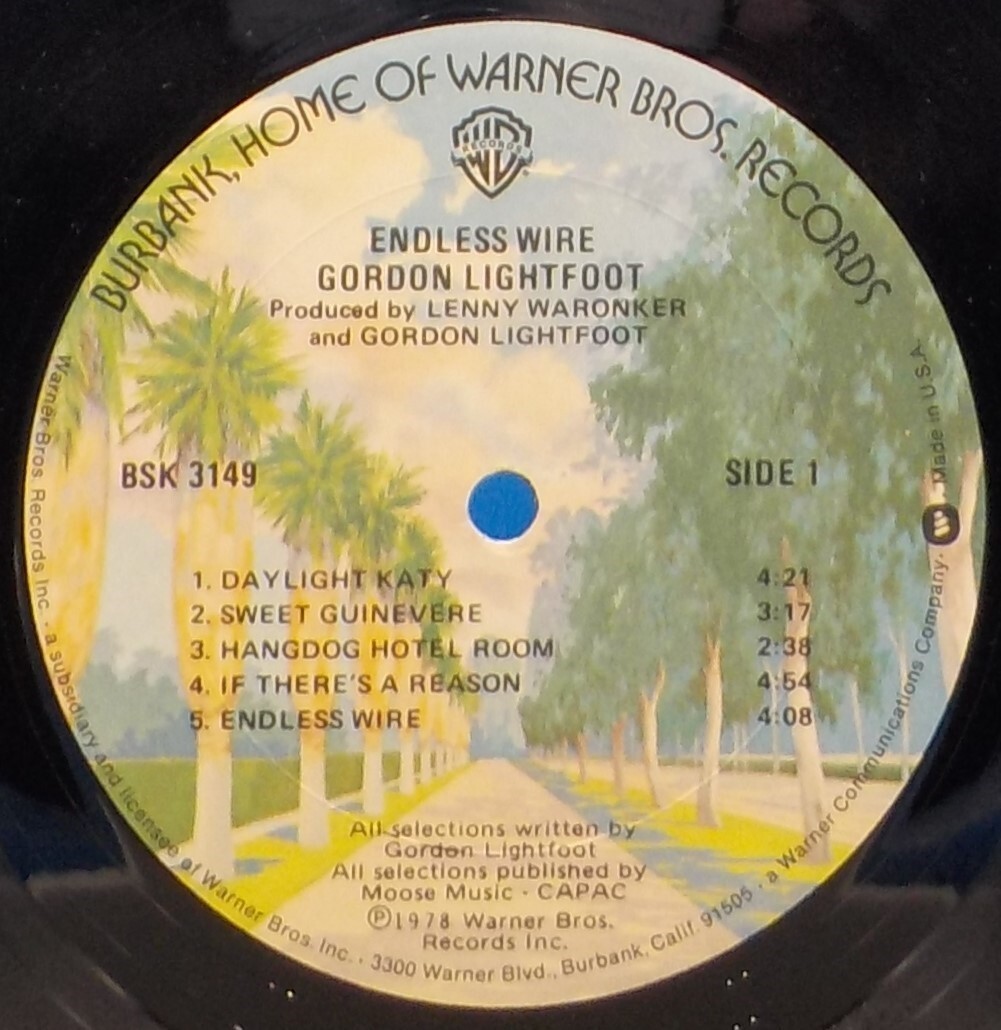 BURBANK, HOME OF WARNER BROS. RECORDS
WB
RECORDS
ENDLESS WIRE
GORDON LIGHTFOOT
Produced by LENNY WARONKER
and GORDON LIGHTFOOT
BSK 3149
SIDE 1
1. DAYLIGHT KATY 4:21
2. SWEET GUINEVERE 3:17
3. HANGDOG HOTEL ROOM 2:38
4. IF THERE'S A REASON 4:54
5. ENDLESS WIRE 4:08
All selections written by
Gordon Lightfoot
All selections published by
Moose Music · CAPAC
Ⓟ1978 Warner Bros.
Records Inc.
Warner Bros. Records Inc. · a subsidiary and licensee of Warner Bros. Inc. · 3300 Warner Blvd., Burbank, Calif. 91505 · a Warner Communications Company. Made in U.S.A.